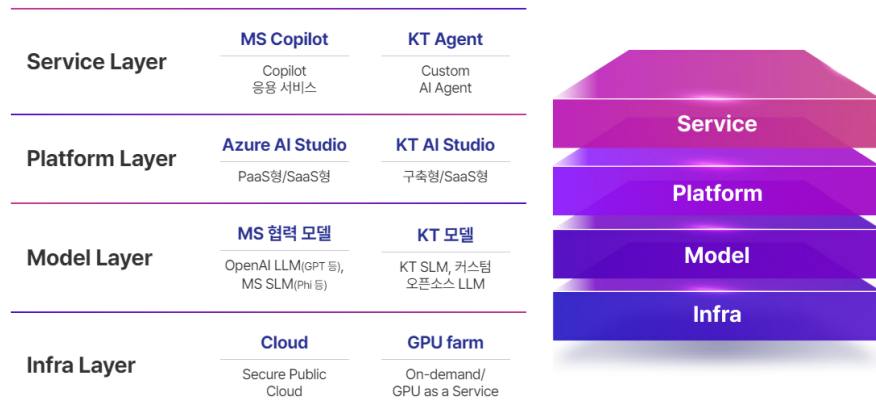 Service Layer
MS Copilot
Copilot
응용 서비스
KT Agent
Custom
AI Agent
Platform Layer
Azure AI Studio
PaaS형/SaaS형
KT AI Studio
구축형/SaaS형
Model Layer
MS 협력 모델
OpenAI LLM(GPT 등),
MS SLM(Phi 등)
KT 모델
KT SLM, 커스텀
오픈소스 LLM
Infra Layer
Cloud
Secure Public
Cloud
GPU farm
On-demand/
GPU as a Service
Service
Platform
Model
Infra